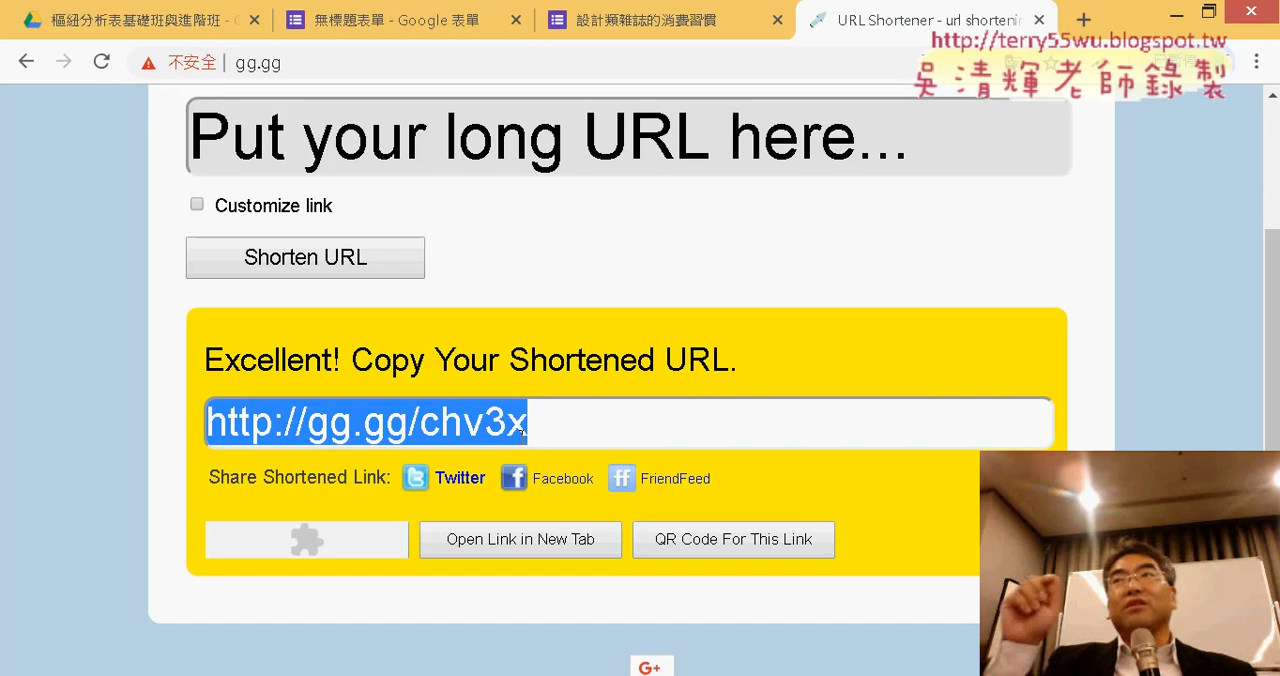 樞紐分析表基礎班與進階班 -
無標題表單 - Google 表單
設計類雜誌的消費習慣
URL Shortener - url shortenin
http://terry55wu.blogspot.tw
不安全 | gg.gg
吳清輝老師錄製
Put your long URL here...
Customize link
Shorten URL
Excellent! Copy Your Shortened URL.
http://gg.gg/chv3x
Share Shortened Link: Twitter Facebook FriendFeed
Open Link in New Tab
QR Code For This Link
G+